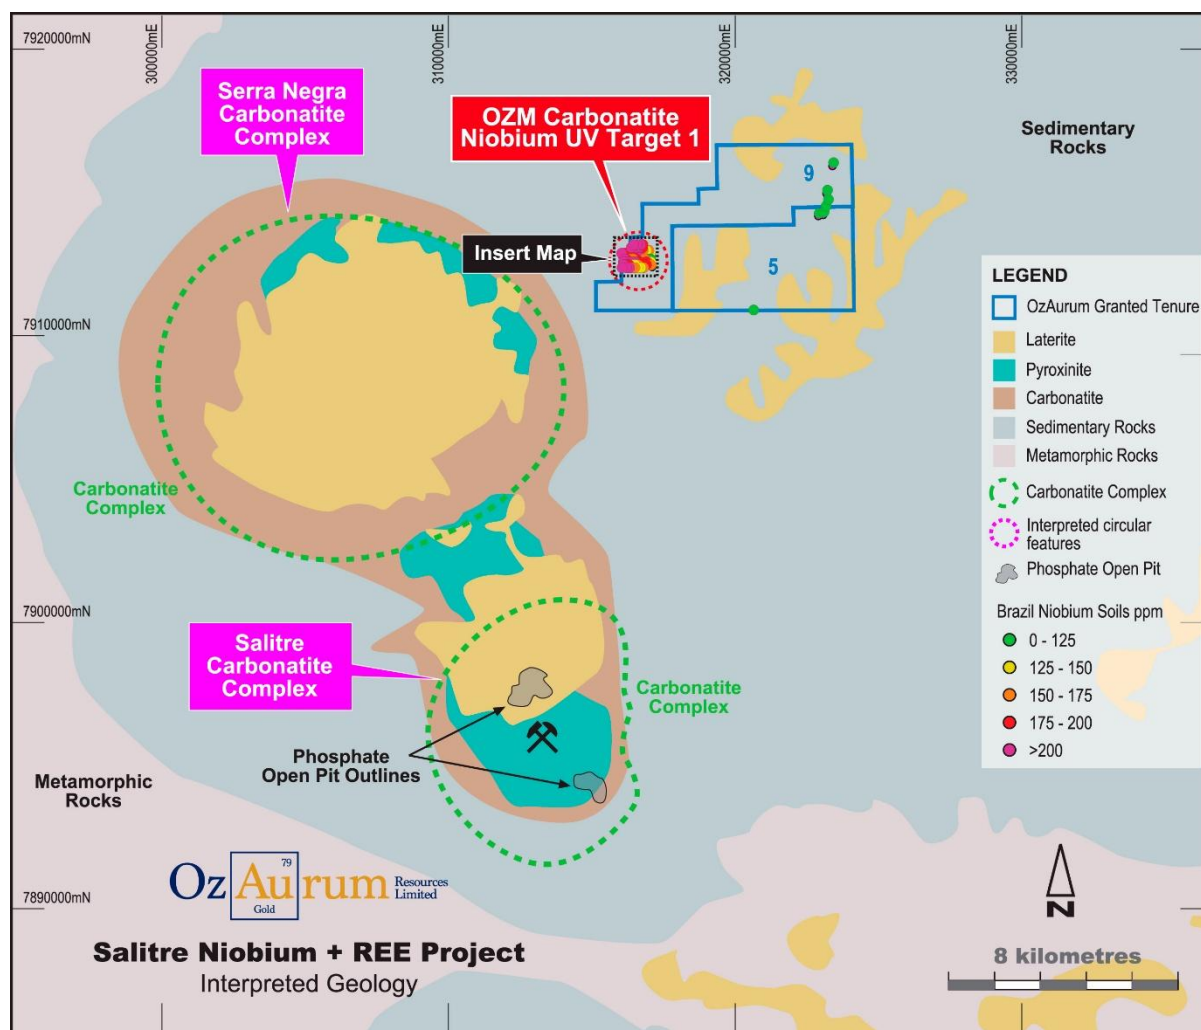 7920000mN
300000mE
310000mE
320000mE
330000mE
Serra Negra
Carbonatite
Complex
OZM Carbonatite
Niobium UV Target 1
Sedimentary
Rocks
9
Insert Map
5
7910000mN
LEGEND
OzAurum Granted Tenure
Laterite
Pyroxinite
Carbonatite
Sedimentary Rocks
Metamorphic Rocks
Carbonatite Complex
Interpreted circular
features
Phosphate Open Pit
Brazil Niobium Soils ppm
0 - 125
125 - 150
150 - 175
175 - 200
>200
Carbonatite
Complex
7900000mN
Salitre
Carbonatite
Complex
Carbonatite
Complex
Phosphate
Open Pit Outlines
Metamorphic
Rocks
7890000mN
79
Oz Aurum Resources
Limited
Gold
Salitre Niobium + REE Project
Interpreted Geology
N
8 kilometres